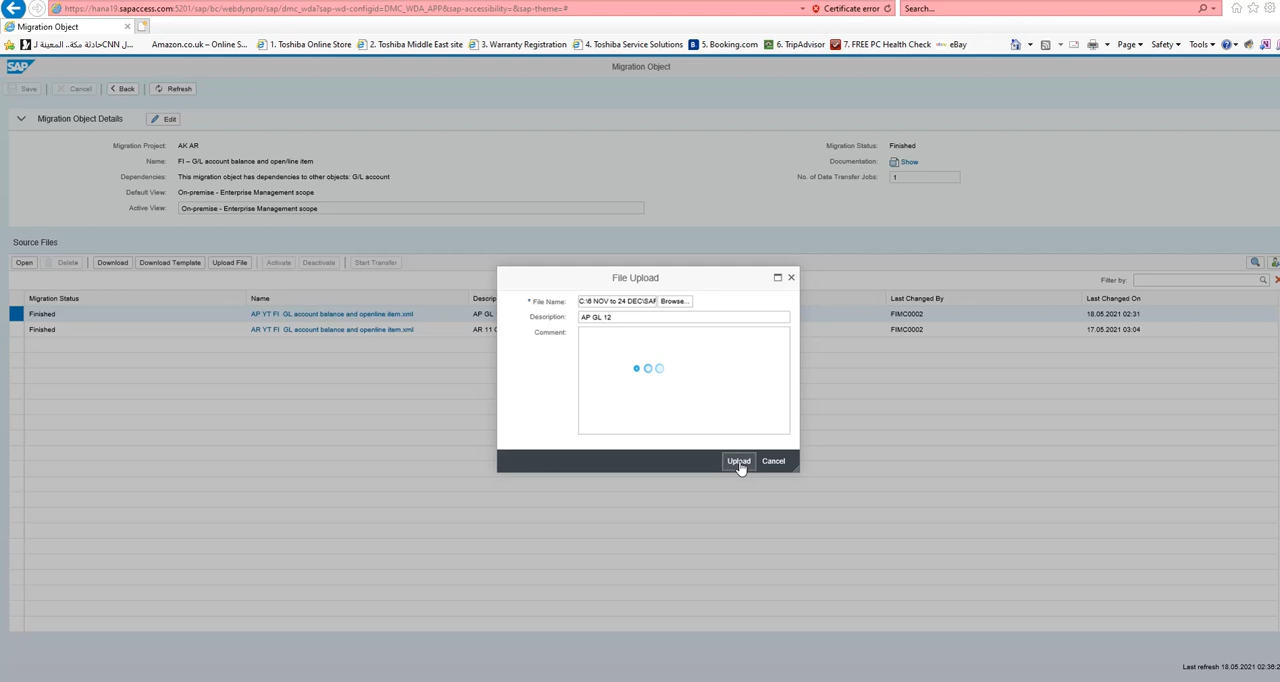 https://hana19.sapaccess.com:5201/sap/bc/webdynpro/sap/dmc_wda?sap-wd-configid=DMC_WDA_APP&sap-accessibility=&sap-theme=#
Certificate error
Search...
Migration Object
حادثة مكة.. المعينة لـ CNN
Amazon.co.uk – Online S...
1. Toshiba Online Store
2. Toshiba Middle East site
3. Warranty Registration
4. Toshiba Service Solutions
5. Booking.com
6. TripAdvisor
7. FREE PC Health Check
eBay
Page
Safety
Tools
SAP
Migration Object
Save
Cancel
Back
Refresh
Migration Object Details
Edit
Migration Project: AK AR
Migration Status: Finished
Name: FI – G/L account balance and open/line item
Documentation: Show
Dependencies: This migration object has dependencies to other objects: G/L account
No. of Data Transfer Jobs: 1
Default View: On-premise - Enterprise Management scope
Active View: On-premise - Enterprise Management scope
Source Files
Open
Delete
Download
Download Template
Upload File
Activate
Deactivate
Start Transfer
Filter by:
Migration Status
Name
Descrip
Last Changed By
Last Changed On
Finished
AP YT FI GL account balance and openline item.xml
AP GL
FIMC0002
18.05.2021 02:31
Finished
AR YT FI GL account balance and openline item.xml
AR 11 G
FIMC0002
17.05.2021 03:04
File Upload
* File Name: C:\6 NOV to 24 DEC\SAF
Browse...
Description: AP GL 12
Comment:
Upload
Cancel
Last refresh 18.05.2021 02:36:2